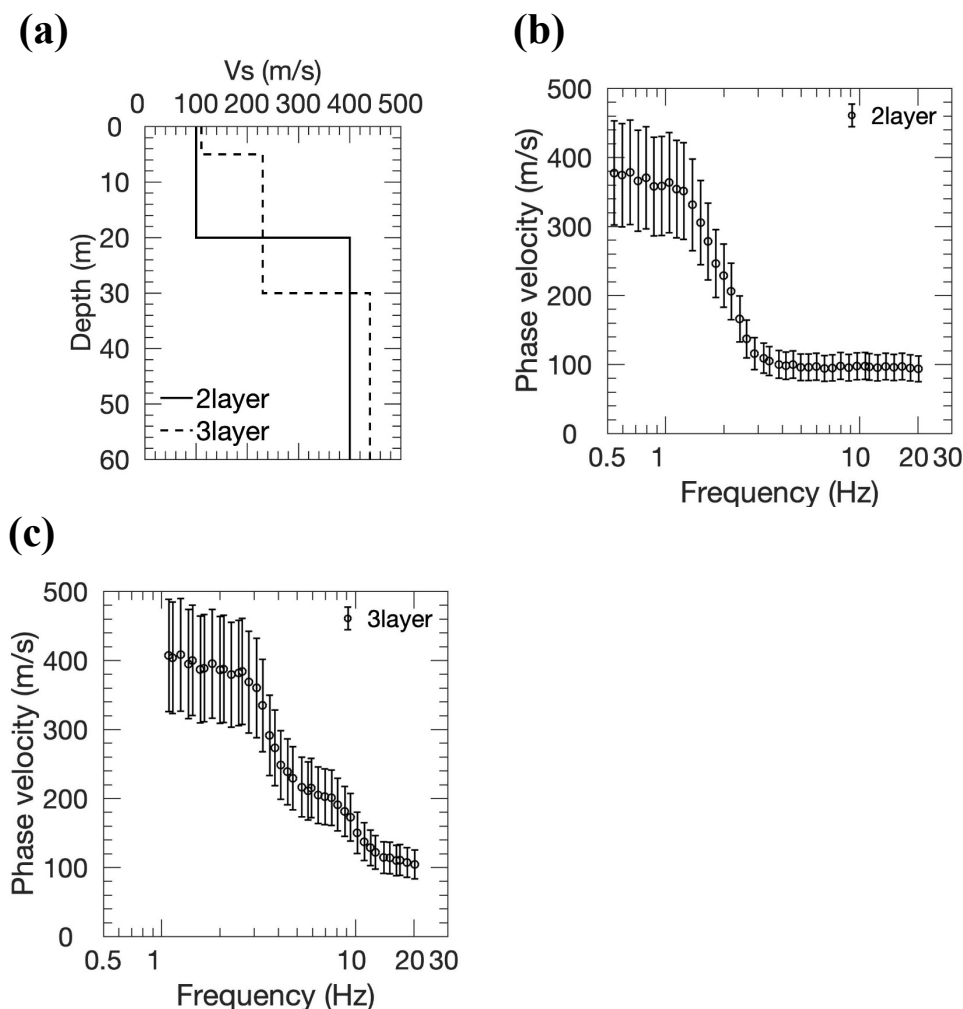 (a)
Vs (m/s)
0 100 200 300 400 500
0
10
20
30
40
50
60
Depth (m)
2layer
3layer
(b)
500
400
300
200
100
0
Phase velocity (m/s)
2layer
0.5 1 10 20 30
Frequency (Hz)
(c)
500
400
300
200
100
0
Phase velocity (m/s)
3layer
0.5 1 10 20 30
Frequency (Hz)